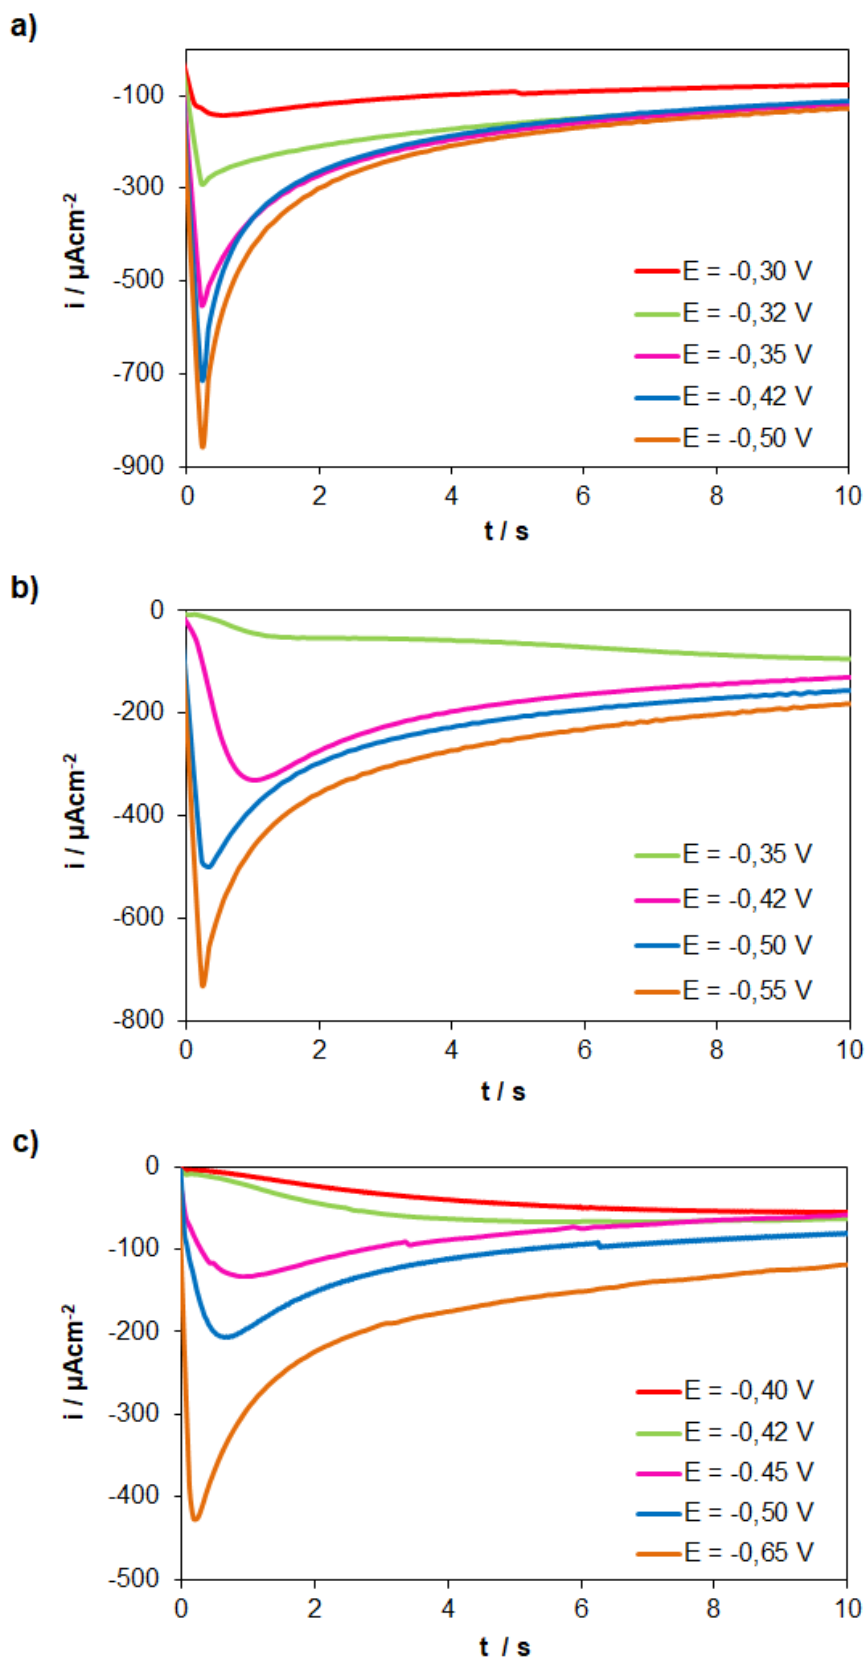 a)
-100
-300
-500
-700
-900
i / µAcm-2
E = -0,30 V
E = -0,32 V
E = -0,35 V
E = -0,42 V
E = -0,50 V
0 2 4 6 8 10
t / s
b)
0
-200
-400
-600
-800
i / µAcm-2
E = -0,35 V
E = -0,42 V
E = -0,50 V
E = -0,55 V
0 2 4 6 8 10
t / s
c)
0
-100
-200
-300
-400
-500
i / µAcm-2
E = -0,40 V
E = -0,42 V
E = -0.45 V
E = -0,50 V
E = -0,65 V
0 2 4 6 8 10
t / s